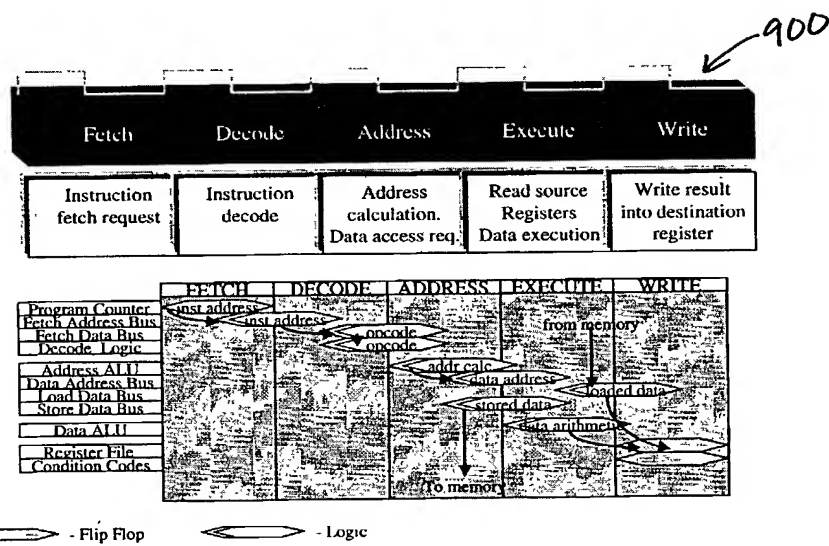 900
Fetch Decode Address Execute Write
Instruction
fetch request
Instruction
decode
Address
calculation.
Data access req.
Read source
Registers
Data execution
Write result
into destination
register
FETCH DECODE ADDRESS EXECUTE WRITE
Program Counter
Fetch Address Bus
Fetch Data Bus
Decode Logic
Address ALU
Data Address Bus
Load Data Bus
Store Data Bus
Data ALU
Register File
Condition Codes
inst address
inst address
opcode
opcode
from memory
addr calc
data address
loaded data
stored data
data arithmetic
To memory
- Flip Flop
- Logic